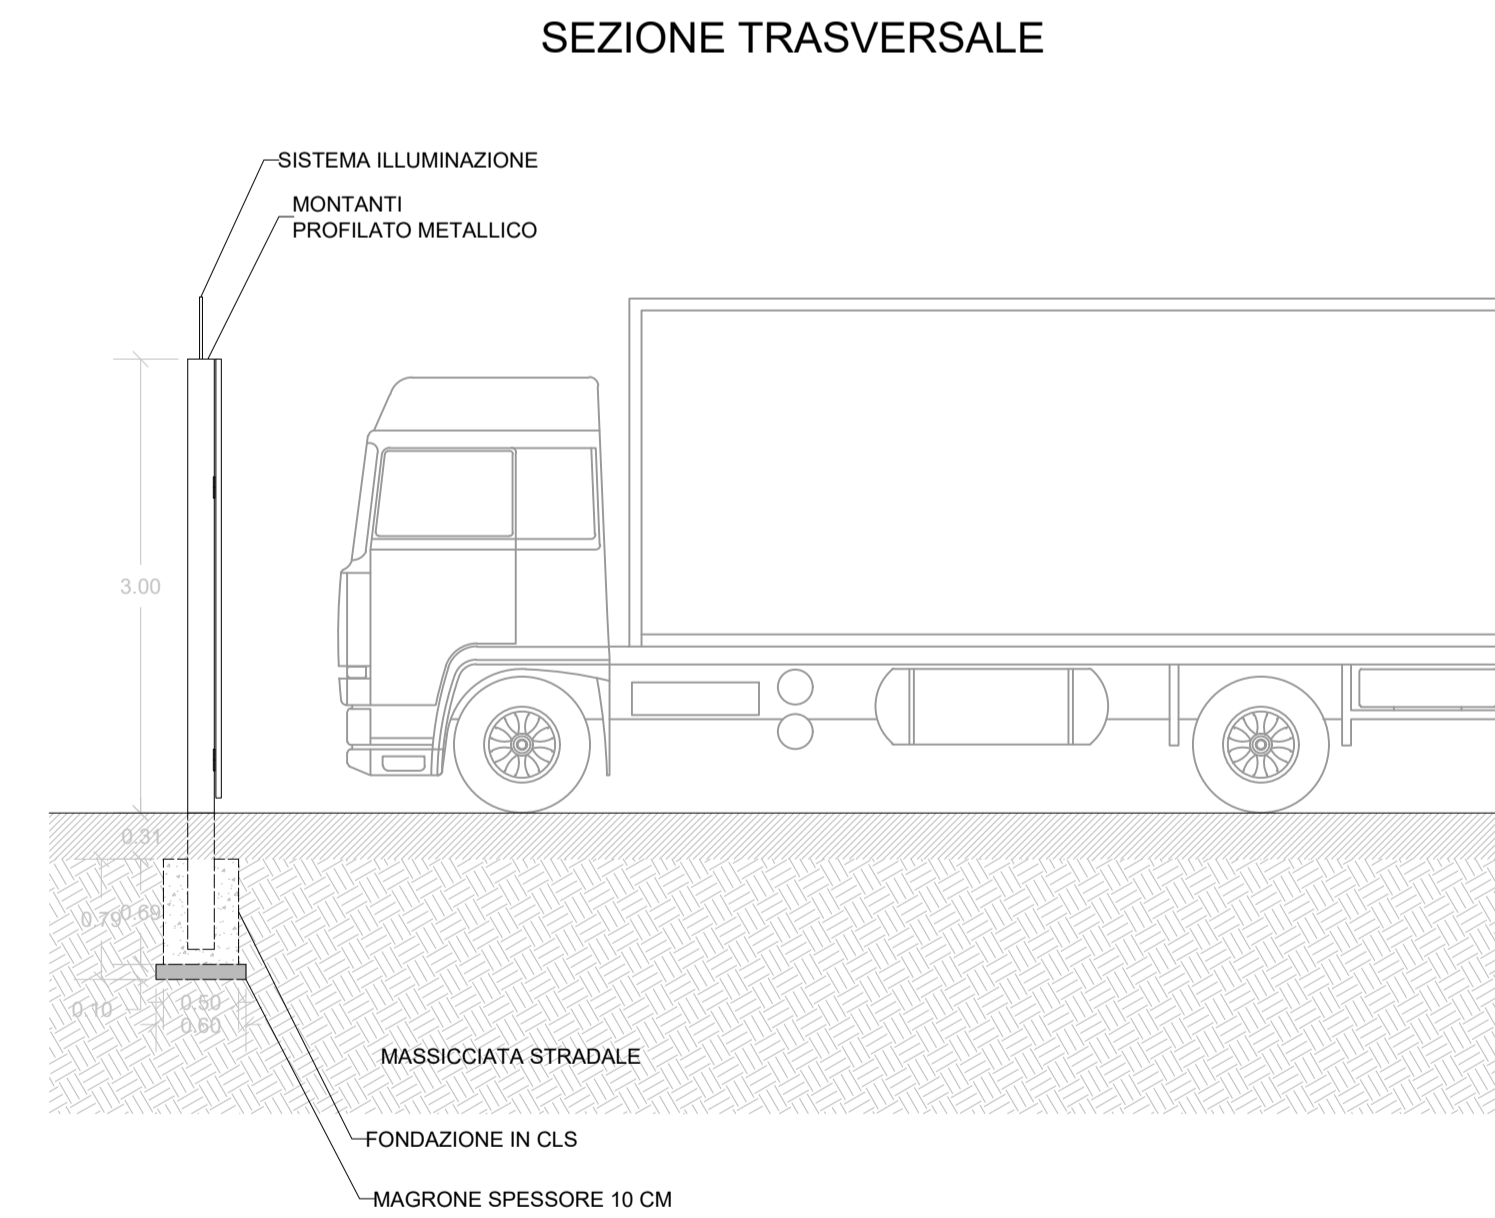 SEZIONE TRASVERSALE
SISTEMA ILLUMINAZIONE
MONTANTI
PROFILATO METALLICO
3.00
0.31
0.79
0.69
0.10
0.50
0.60
MASSICCIATA STRADALE
FONDAZIONE IN CLS
MAGRONE SPESSORE 10 CM